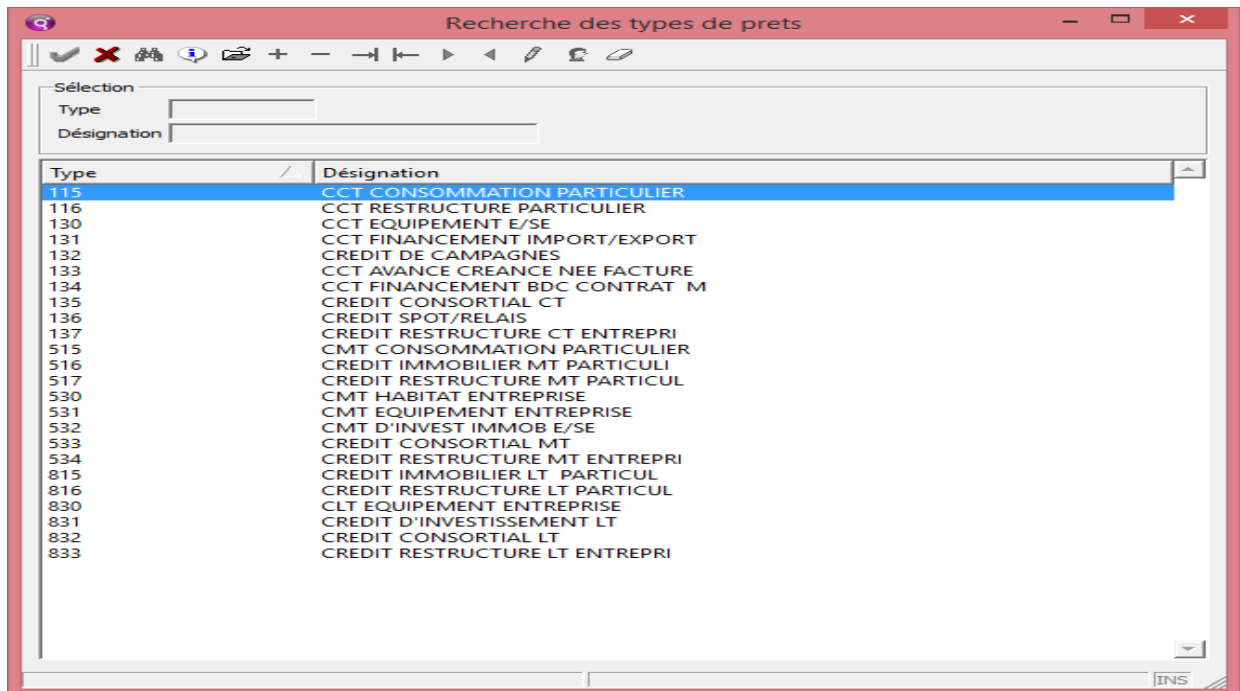 Recherche des types de prets
Sélection
Type
Désignation
Type Désignation
115 CCT CONSOMMATION PARTICULIER
116 CCT RESTRUCTURE PARTICULIER
130 CCT EQUIPEMENT E/SE
131 CCT FINANCEMENT IMPORT/EXPORT
132 CREDIT DE CAMPAGNES
133 CCT AVANCE CREANCE NEE FACTURE
134 CCT FINANCEMENT BDC CONTRAT M
135 CREDIT CONSORTIAL CT
136 CREDIT SPOT/RELAIS
137 CREDIT RESTRUCTURE CT ENTREPRI
515 CMT CONSOMMATION PARTICULIER
516 CREDIT IMMOBILIER MT PARTICULI
517 CREDIT RESTRUCTURE MT PARTICUL
530 CMT HABITAT ENTREPRISE
531 CMT EQUIPEMENT ENTREPRISE
532 CMT D'INVEST IMMOB E/SE
533 CREDIT CONSORTIAL MT
534 CREDIT RESTRUCTURE MT ENTREPRI
815 CREDIT IMMOBILIER LT PARTICUL
816 CREDIT RESTRUCTURE LT PARTICUL
830 CLT EQUIPEMENT ENTREPRISE
831 CREDIT D'INVESTISSEMENT LT
832 CREDIT CONSORTIAL LT
833 CREDIT RESTRUCTURE LT ENTREPRI
INS